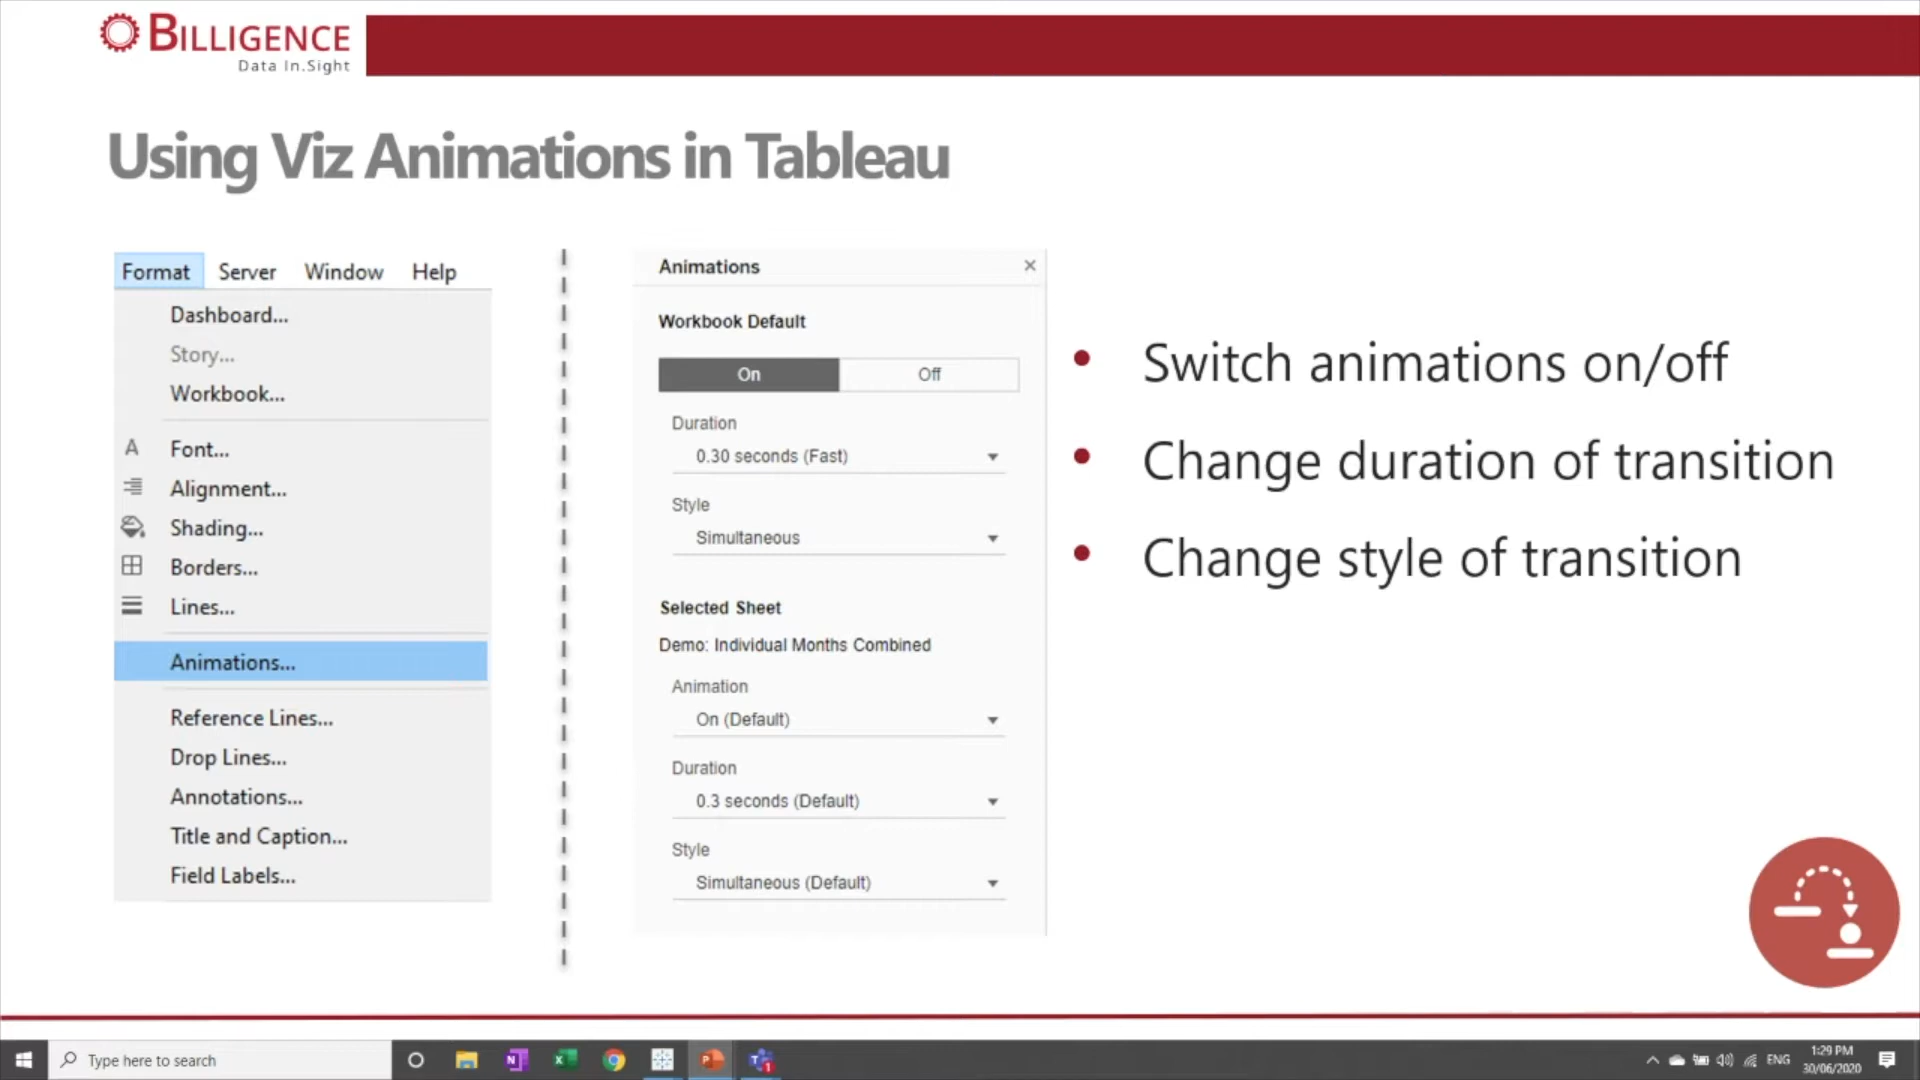 BILLIGENCE
Data In.Sight
Using Viz Animations in Tableau
Format Server Window Help
Dashboard...
Story...
Workbook...
A Font...
Alignment...
Shading...
Borders...
Lines...
Animations...
Reference Lines...
Drop Lines...
Annotations...
Title and Caption...
Field Labels...
Animations
Workbook Default
On Off
Duration
0.30 seconds (Fast)
Style
Simultaneous
Selected Sheet
Demo: Individual Months Combined
Animation
On (Default)
Duration
0.3 seconds (Default)
Style
Simultaneous (Default)
• Switch animations on/off
• Change duration of transition
• Change style of transition
Type here to search
ENG
1:29 PM
30/06/2020